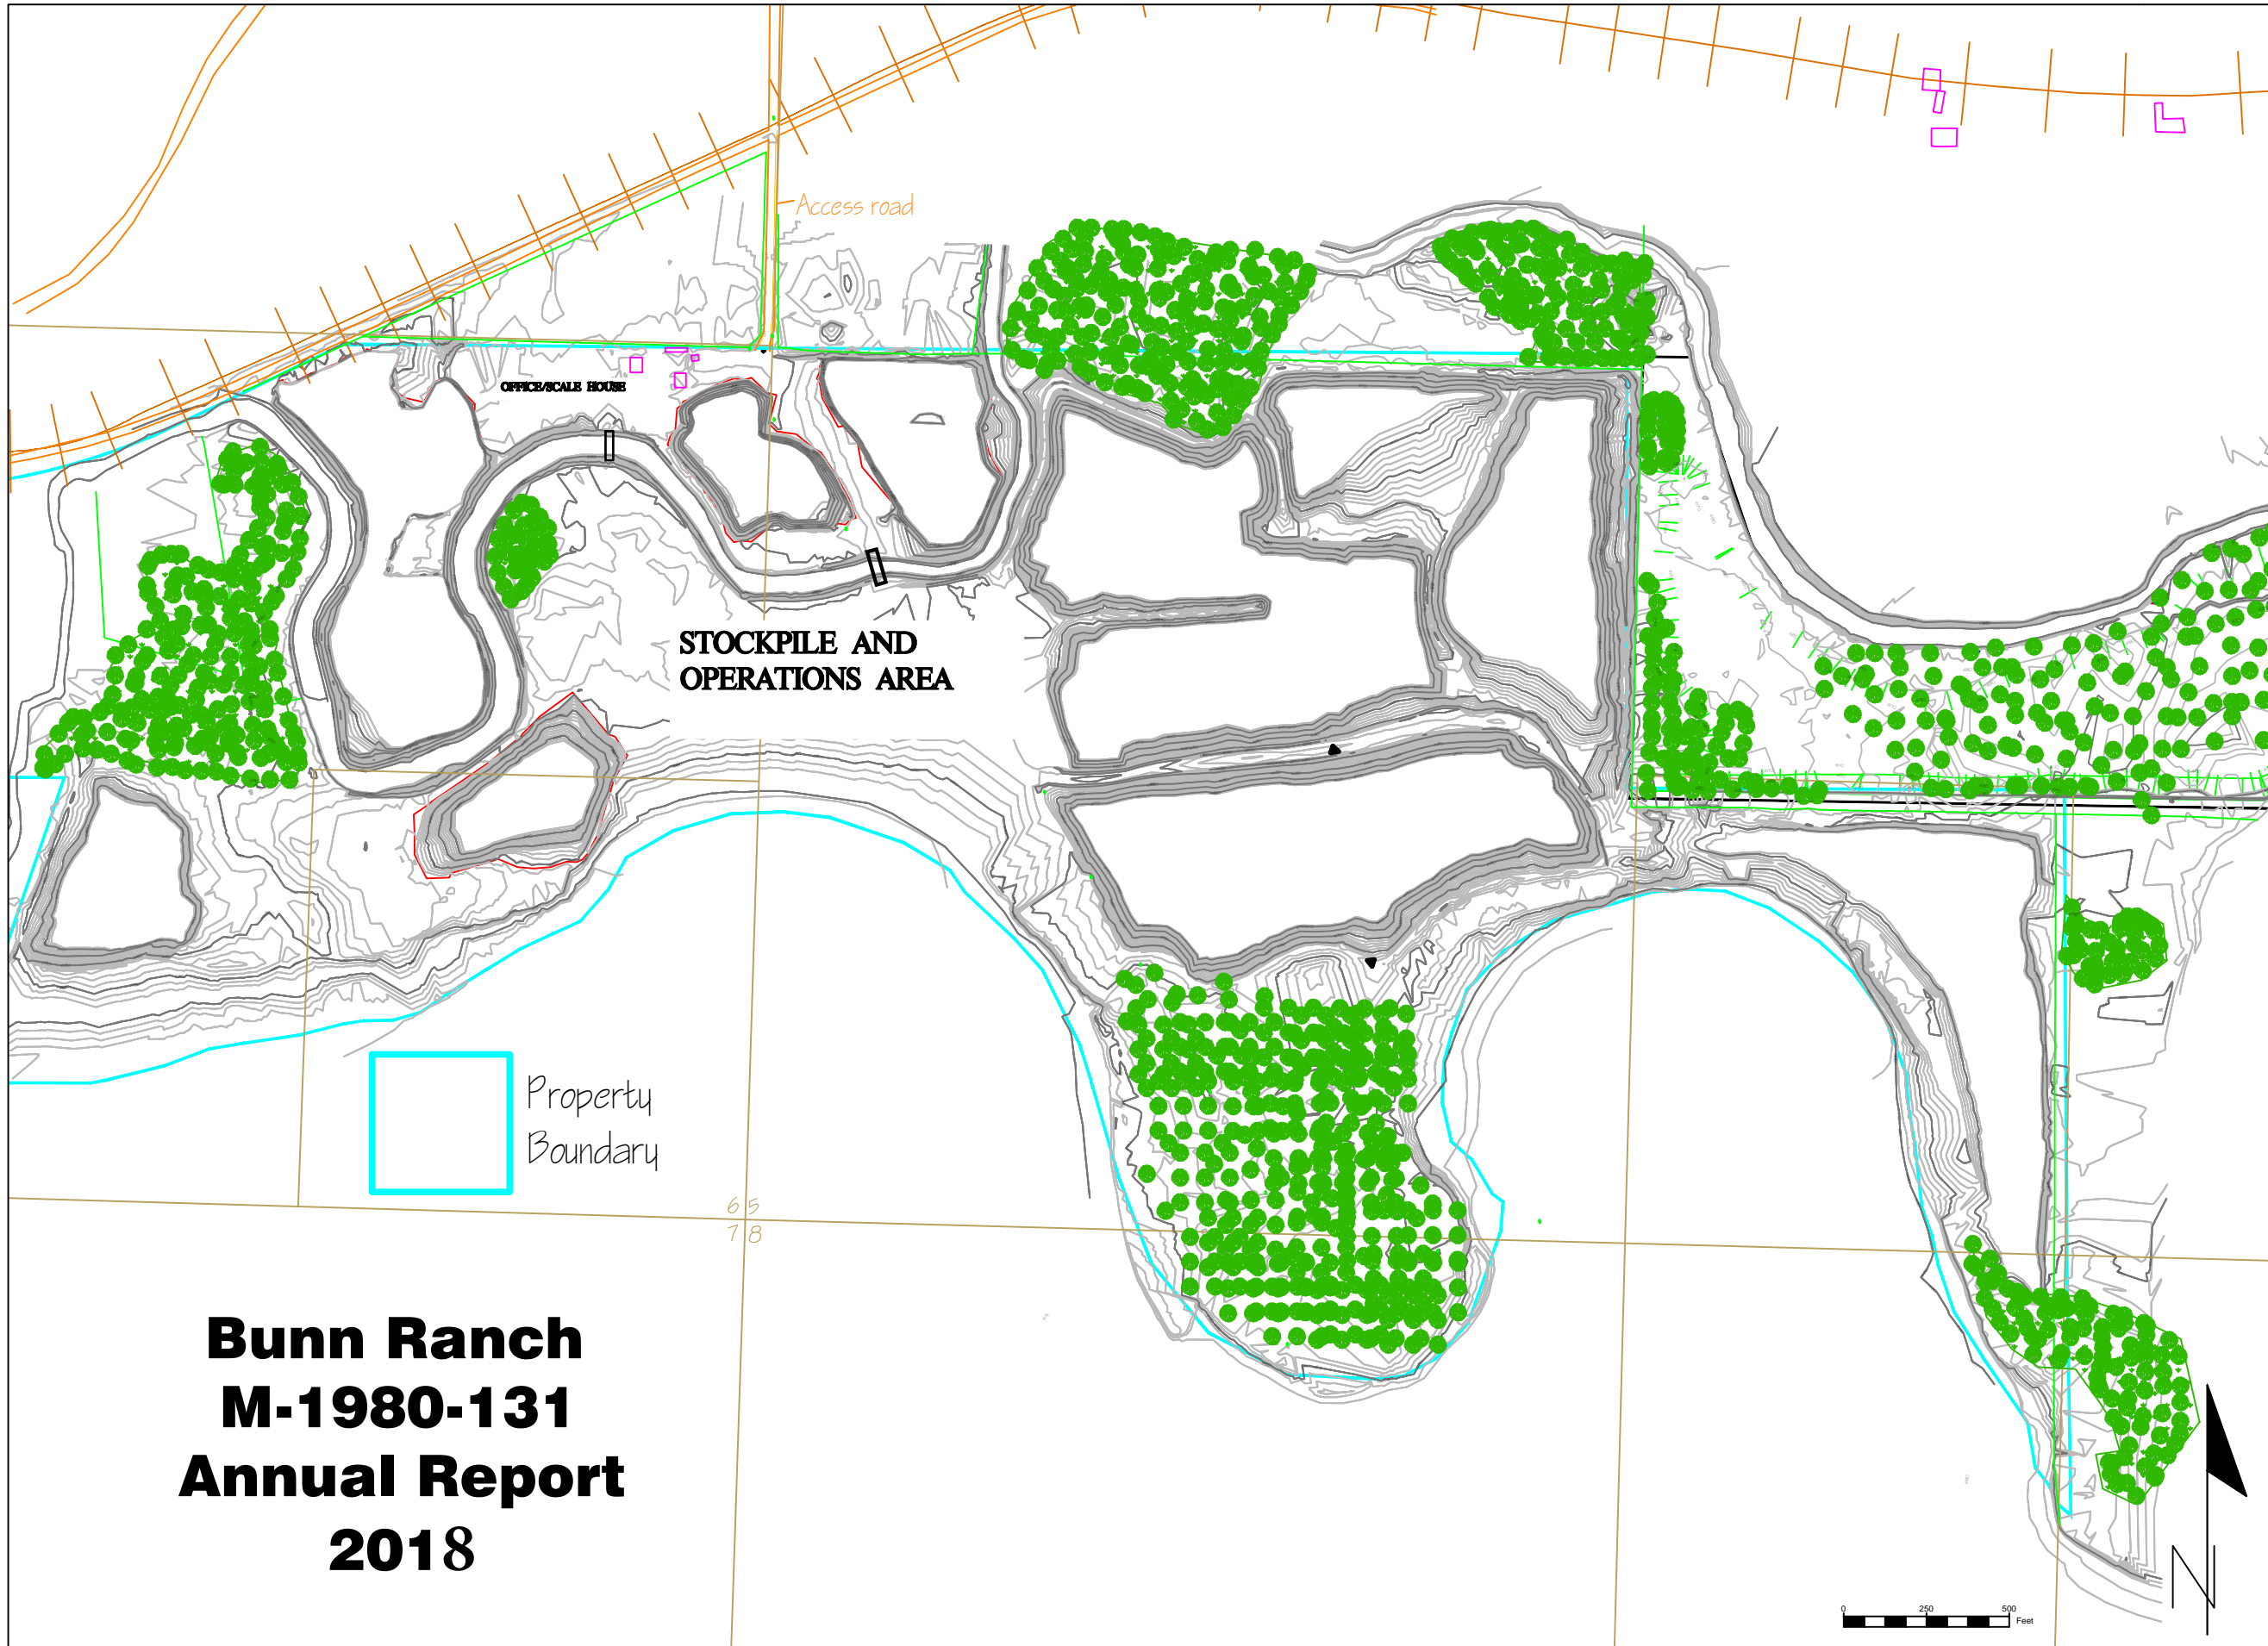 Access road
OFFICE/SCALE HOUSE
STOCKPILE AND
OPERATIONS AREA
Property
Boundary
6 5
7 8
Bunn Ranch
M-1980-131
Annual Report
2018
N
0 250 500
Feet